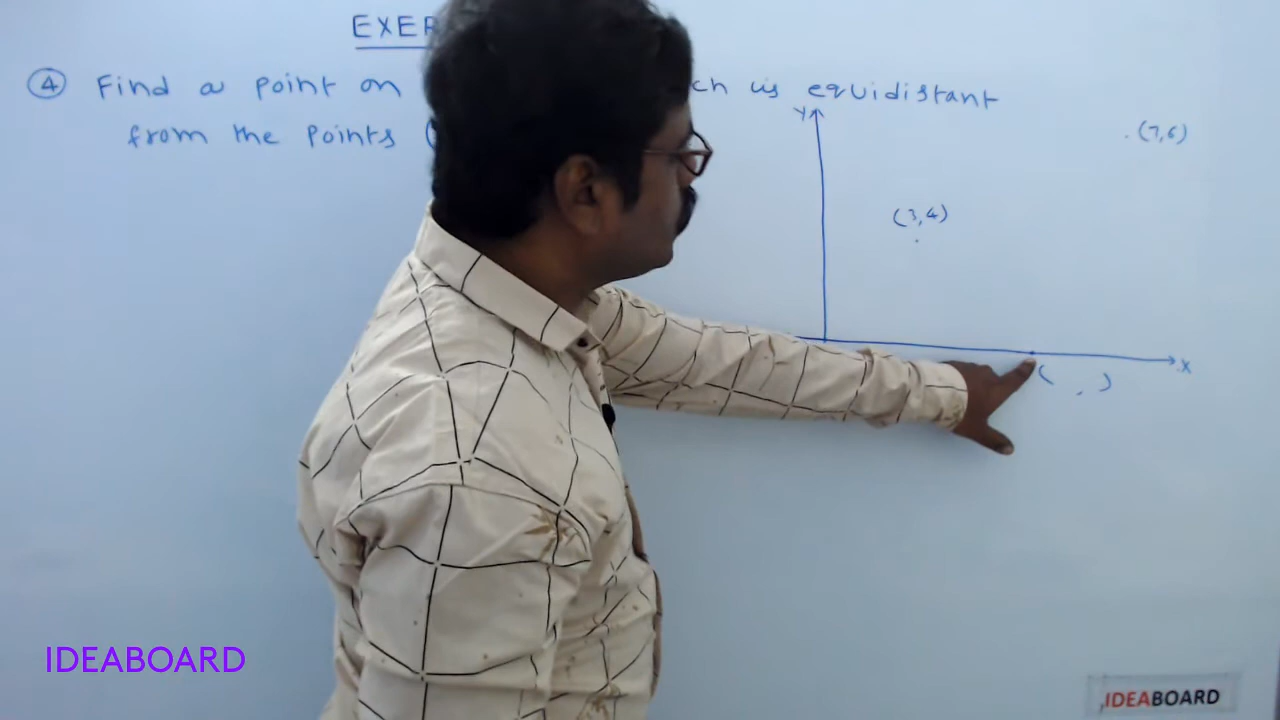 EXER
④ Find a point on ch is equidistant
from the points (
Y
(7,6)
(3,4)
X
( , )
IDEABOARD
IDEABOARD